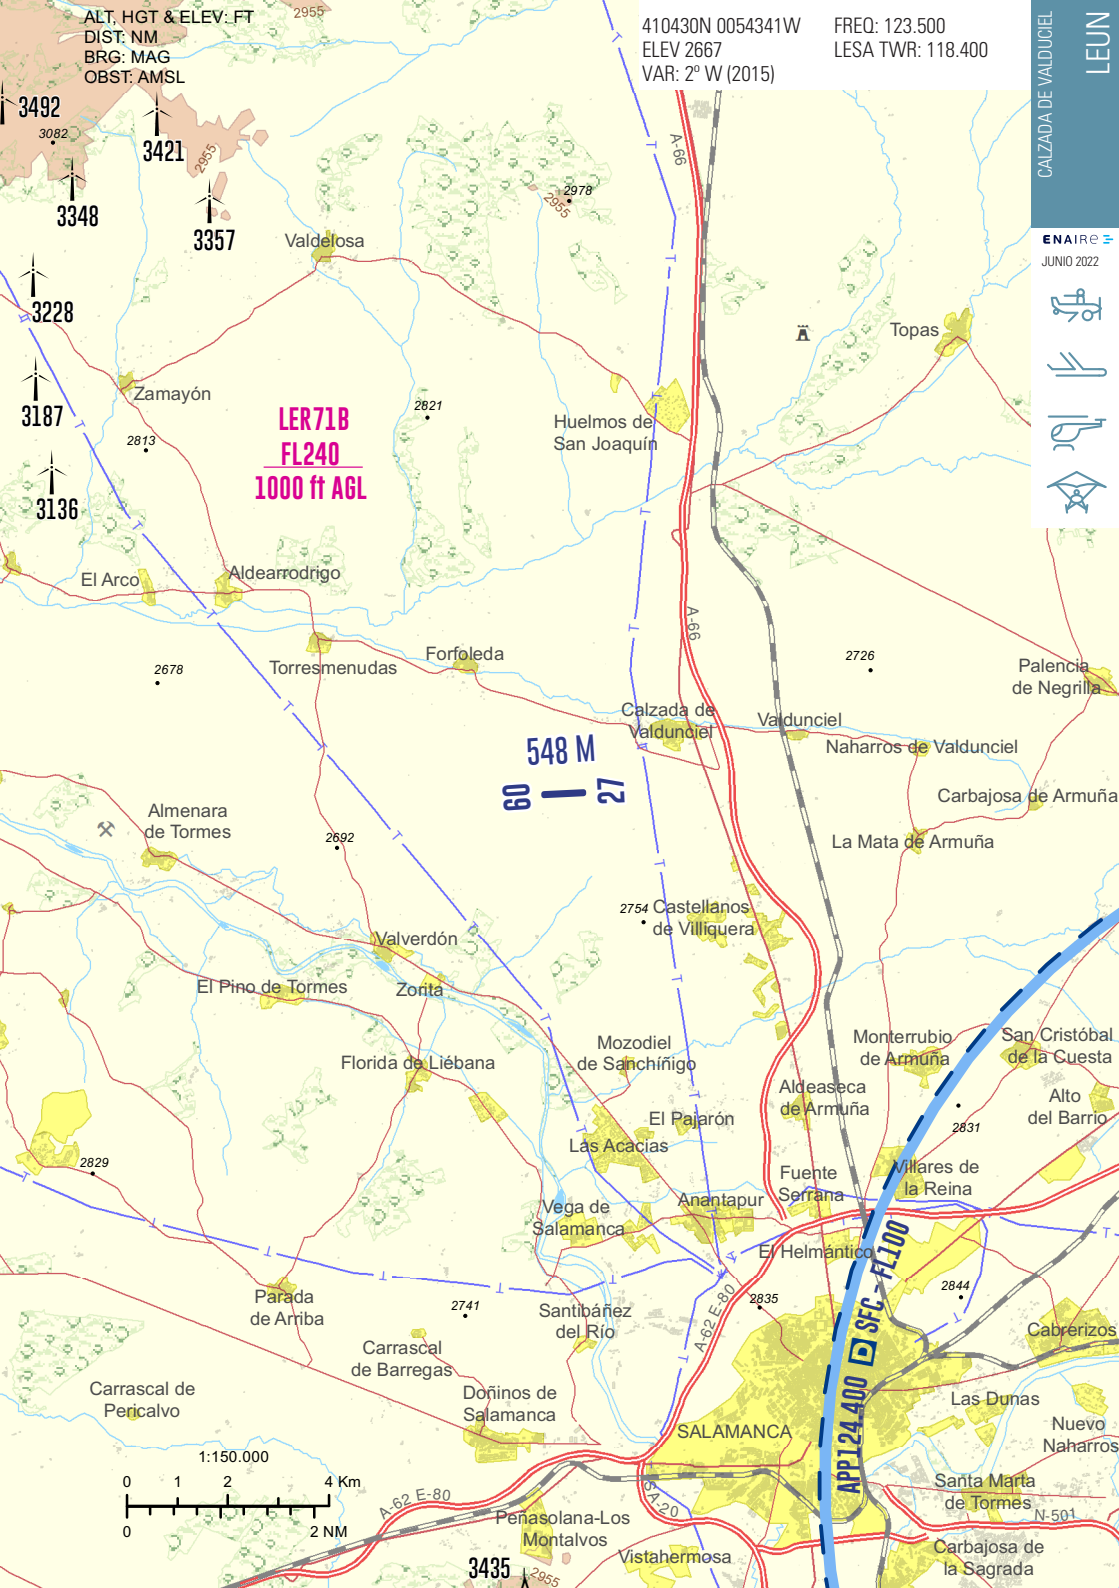 ALT, HGT & ELEV: FT
DIST: NM
BRG: MAG
OBST: AMSL
410430N 0054341W
ELEV 2667
VAR: 2º W (2015)
FREQ: 123.500
LESA TWR: 118.400
CALZADA DE VALDUCIEL
LEUN
ENAIRe
JUNIO 2022
2955
3492
3082
3421
2955
3348
3357
2978
2955
A-66
Valdelosa
3228
Topas
Zamayón
3187
2813
LER71B
FL240
1000 ft AGL
2821
Huelmos de
San Joaquín
3136
El Arco
Aldearrodrigo
A-66
Torresmenudas
Forfoleda
2678
2726
Palencia
de Negrilla
Calzada de
Valdunciel
Valdunciel
Naharros de Valdunciel
548 M
09
27
Carbajosa de Armuña
Almenara
de Tormes
2692
La Mata de Armuña
2754
Castellanos
de Villiquera
Valverdón
El Pino de Tormes
Zorita
Mozodiel
de Sanchíñigo
Monterrubio
de Armuña
San Cristóbal
de la Cuesta
Florida de Liébana
Aldeaseca
de Armuña
Alto
del Barrio
El Pajarón
2831
Las Acacias
2829
Fuente
Serrana
Villares de
la Reina
Vega de
Salamanca
Anantapur
El Helmántico
Parada
de Arriba
2741
Santibáñez
del Río
A-62 E-80
2835
2844
APP124.400 D SFC - FL100
Cabrerizos
Carrascal
de Barregas
Carrascal de
Pericalvo
Doñinos de
Salamanca
Las Dunas
SALAMANCA
Nuevo
Naharros
1:150.000
0 1 2 4 Km
0 2 NM
A-62 E-80
SA-20
Santa Marta
de Tormes
N-501
Peñasolana-Los
Montalvos
Vistahermosa
Carbajosa de
la Sagrada
3435
2955